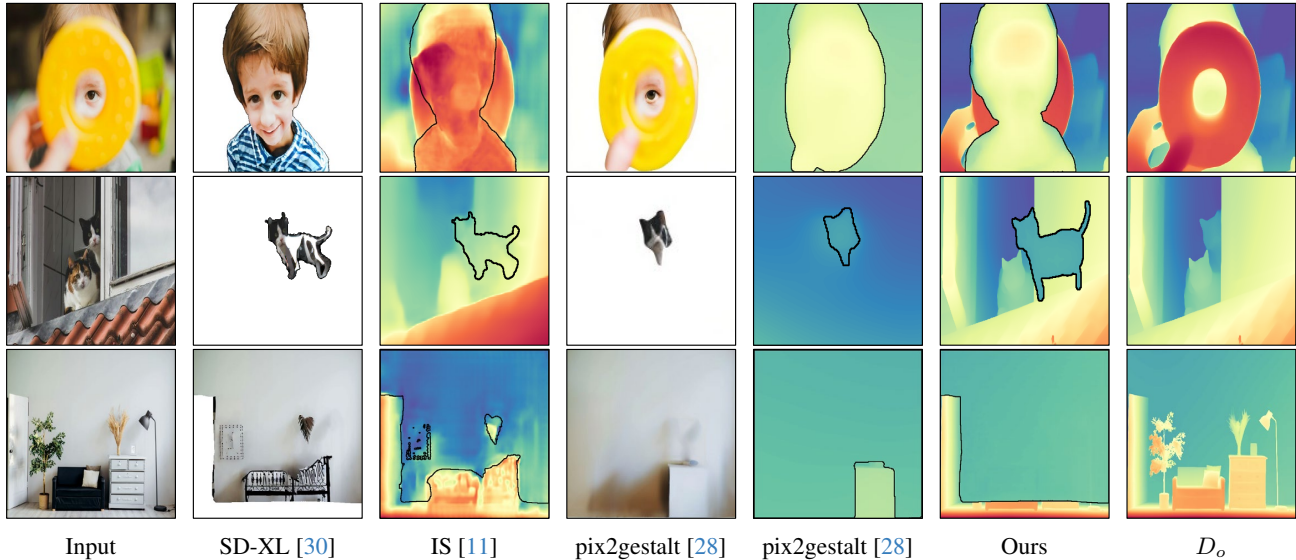 Input SD-XL [30] IS [11] pix2gestalt [28] pix2gestalt [28] Ours D_o